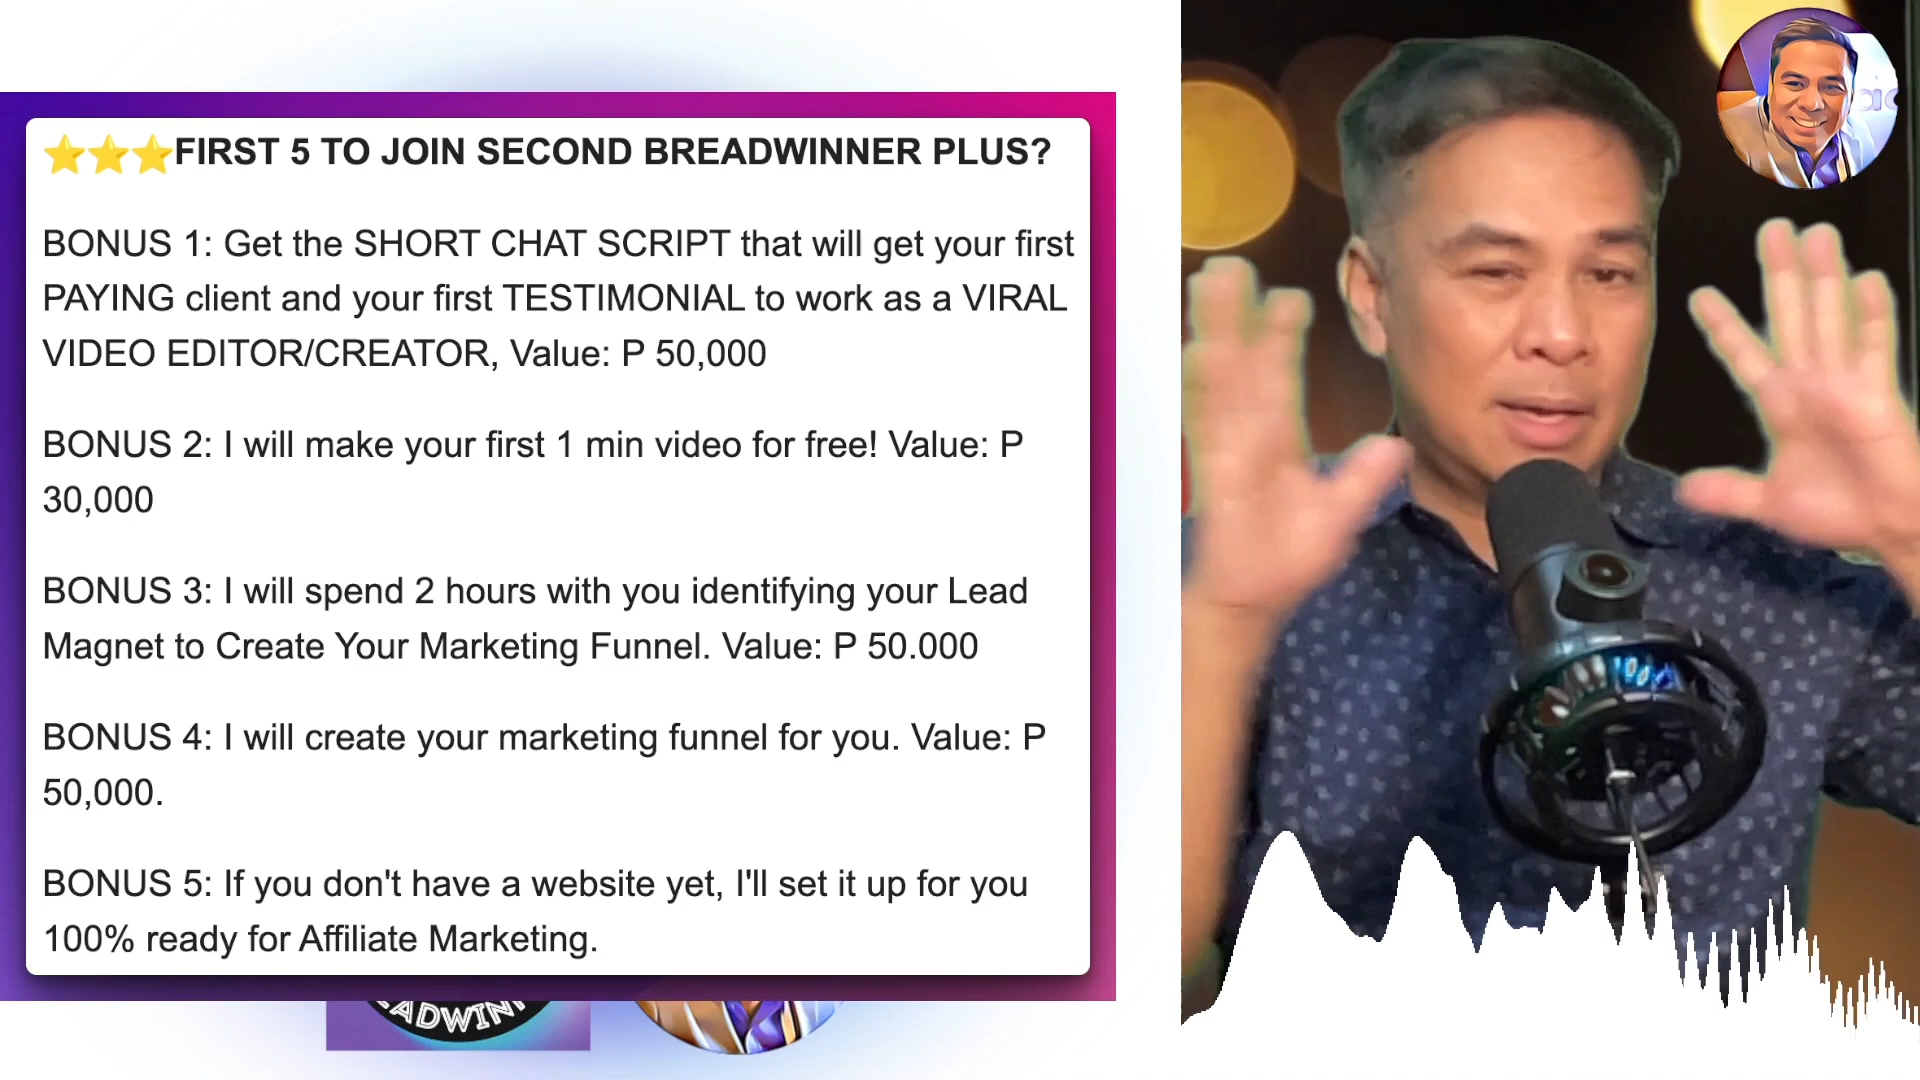 ⭐⭐⭐FIRST 5 TO JOIN SECOND BREADWINNER PLUS?
BONUS 1: Get the SHORT CHAT SCRIPT that will get your first
PAYING client and your first TESTIMONIAL to work as a VIRAL
VIDEO EDITOR/CREATOR, Value: P 50,000
BONUS 2: I will make your first 1 min video for free! Value: P
30,000
BONUS 3: I will spend 2 hours with you identifying your Lead
Magnet to Create Your Marketing Funnel. Value: P 50.000
BONUS 4: I will create your marketing funnel for you. Value: P
50,000.
BONUS 5: If you don't have a website yet, I'll set it up for you
100% ready for Affiliate Marketing.